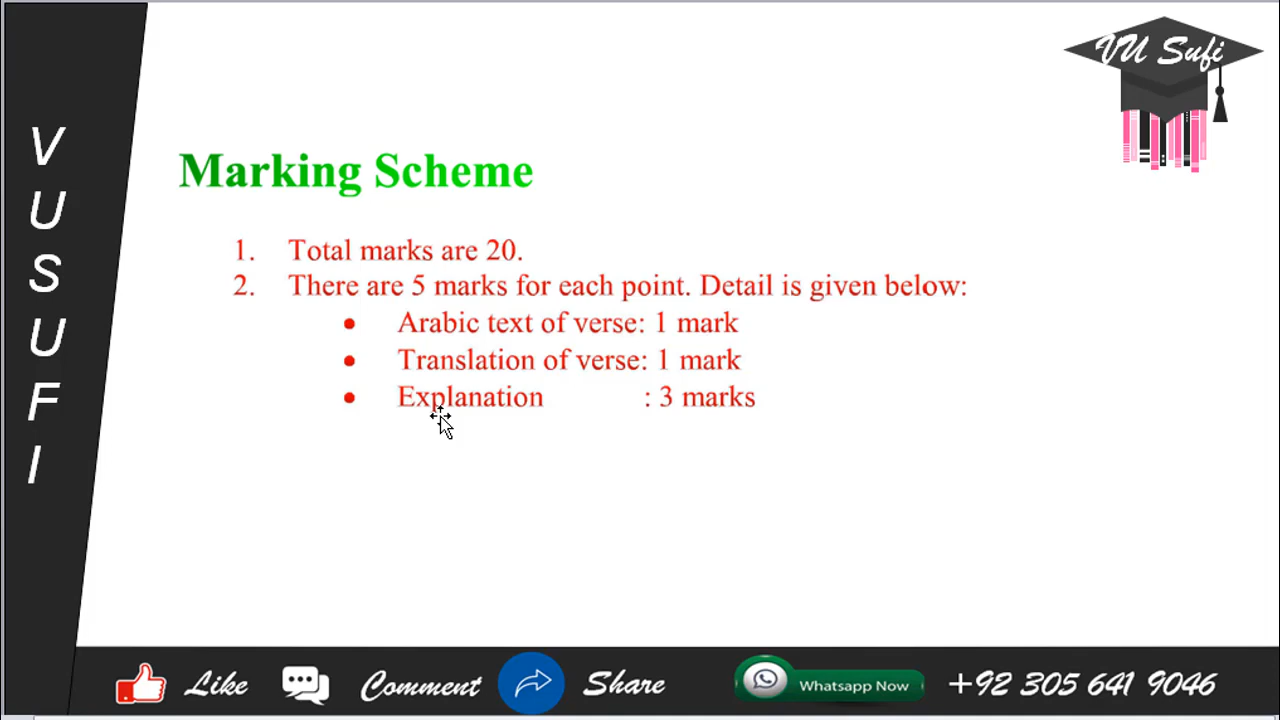 VU Sufi
V
U
S
U
F
I
Marking Scheme
1. Total marks are 20.
2. There are 5 marks for each point. Detail is given below:
• Arabic text of verse: 1 mark
• Translation of verse: 1 mark
• Explanation : 3 marks
Like Comment Share Whatsapp Now +92 305 641 9046